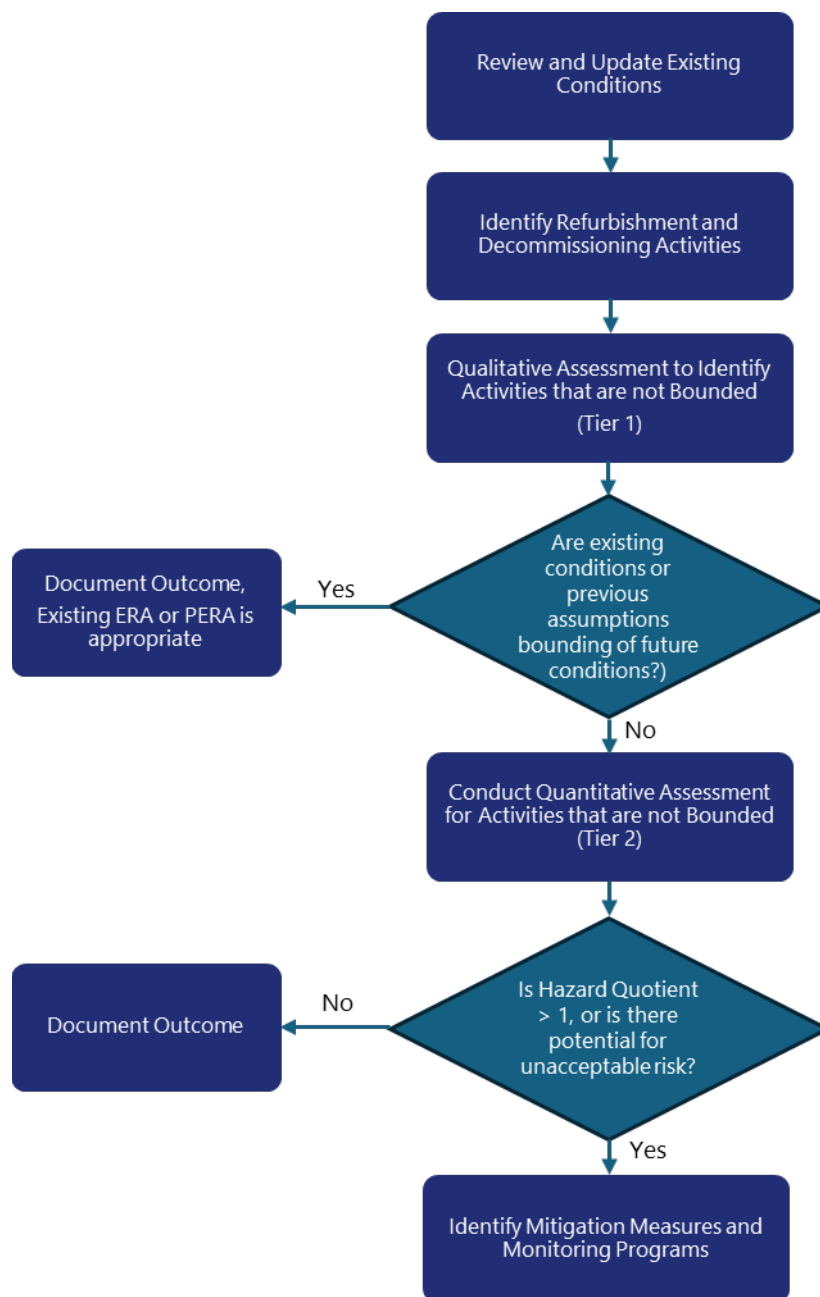 Review and Update Existing
Conditions
Identify Refurbishment and
Decommissioning Activities
Qualitative Assessment to Identify
Activities that are not Bounded
(Tier 1)
Are existing
conditions or
previous
assumptions
bounding of future
conditions?)
Yes
Document Outcome,
Existing ERA or PERA is
appropriate
No
Conduct Quantitative Assessment
for Activities that are not Bounded
(Tier 2)
Is Hazard Quotient
> 1, or is there
potential for
unacceptable risk?
No
Document Outcome
Yes
Identify Mitigation Measures and
Monitoring Programs